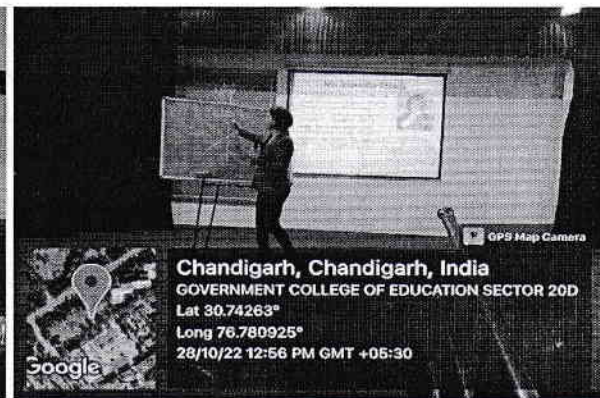 GPS Map Camera
Chandigarh, Chandigarh, India
GOVERNMENT COLLEGE OF EDUCATION SECTOR 20D
Lat 30.74263°
Long 76.780925°
28/10/22 12:56 PM GMT +05:30
Google